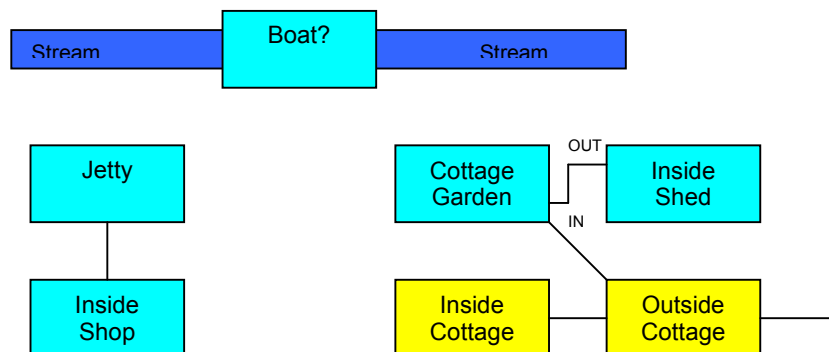 Boat?
Stream
Stream
Jetty
Cottage
Garden
OUT
IN
Inside
Shed
Inside
Shop
Inside
Cottage
Outside
Cottage